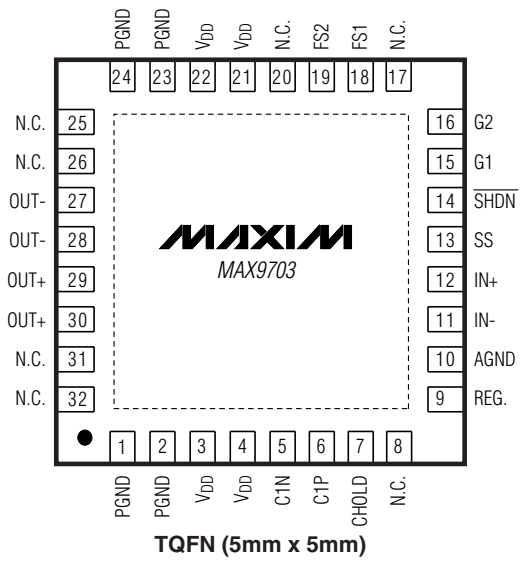 PGND PGND VDD VDD N.C. FS2 FS1 N.C.
24 23 22 21 20 19 18 17
N.C. 25 16 G2
N.C. 26 15 G1
OUT- 27 14 SHDN
OUT- 28 MAXIM 13 SS
OUT+ 29 MAX9703 12 IN+
OUT+ 30 11 IN-
N.C. 31 10 AGND
N.C. 32 9 REG.
1 2 3 4 5 6 7 8
PGND PGND VDD VDD C1N C1P CHOLD N.C.
TQFN (5mm x 5mm)